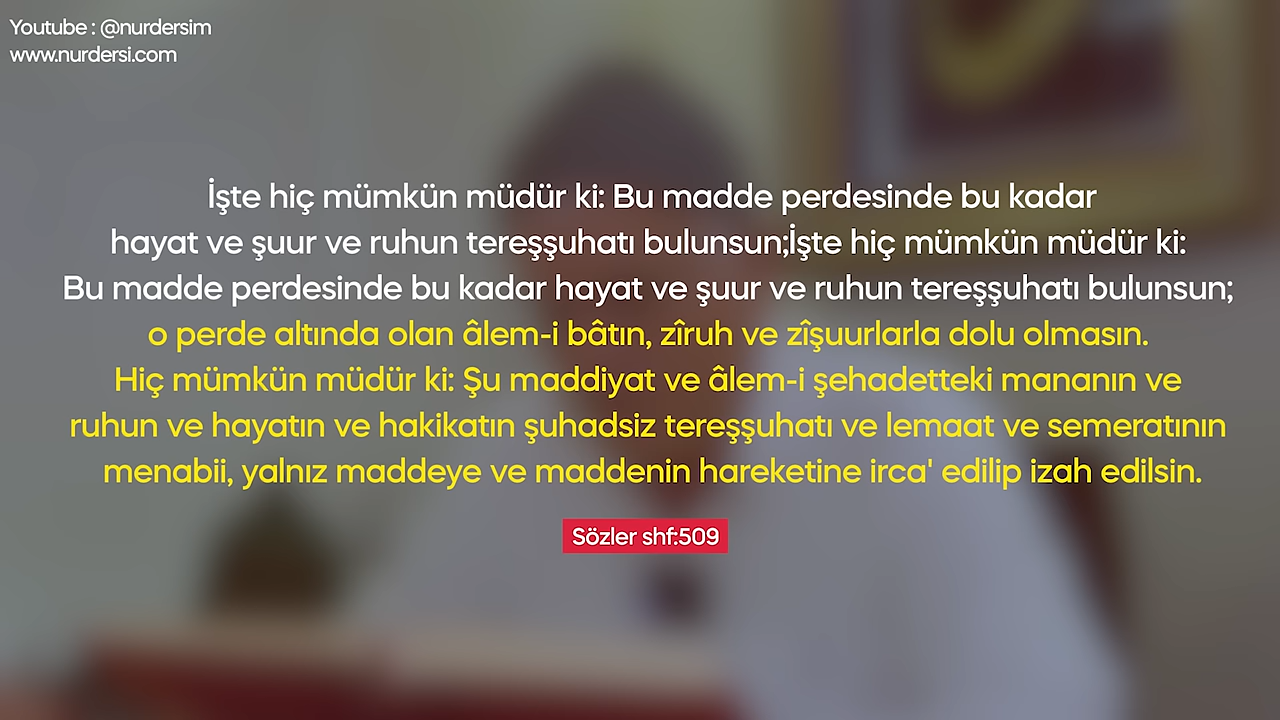 Youtube : @nurdersim
www.nurdersi.com
İşte hiç mümkün müdür ki: Bu madde perdesinde bu kadar
hayat ve şuur ve ruhun tereşşuhatı bulunsun;İşte hiç mümkün müdür ki:
Bu madde perdesinde bu kadar hayat ve şuur ve ruhun tereşşuhatı bulunsun;
o perde altında olan âlem-i bâtın, zîruh ve zîşuurlarla dolu olmasın.
Hiç mümkün müdür ki: Şu maddiyat ve âlem-i şehadetteki mananın ve
ruhun ve hayatın ve hakikatın şuhadsiz tereşşuhatı ve lemaat ve semeratının
menabii, yalnız maddeye ve maddenin hareketine irca' edilip izah edilsin.
Sözler shf:509